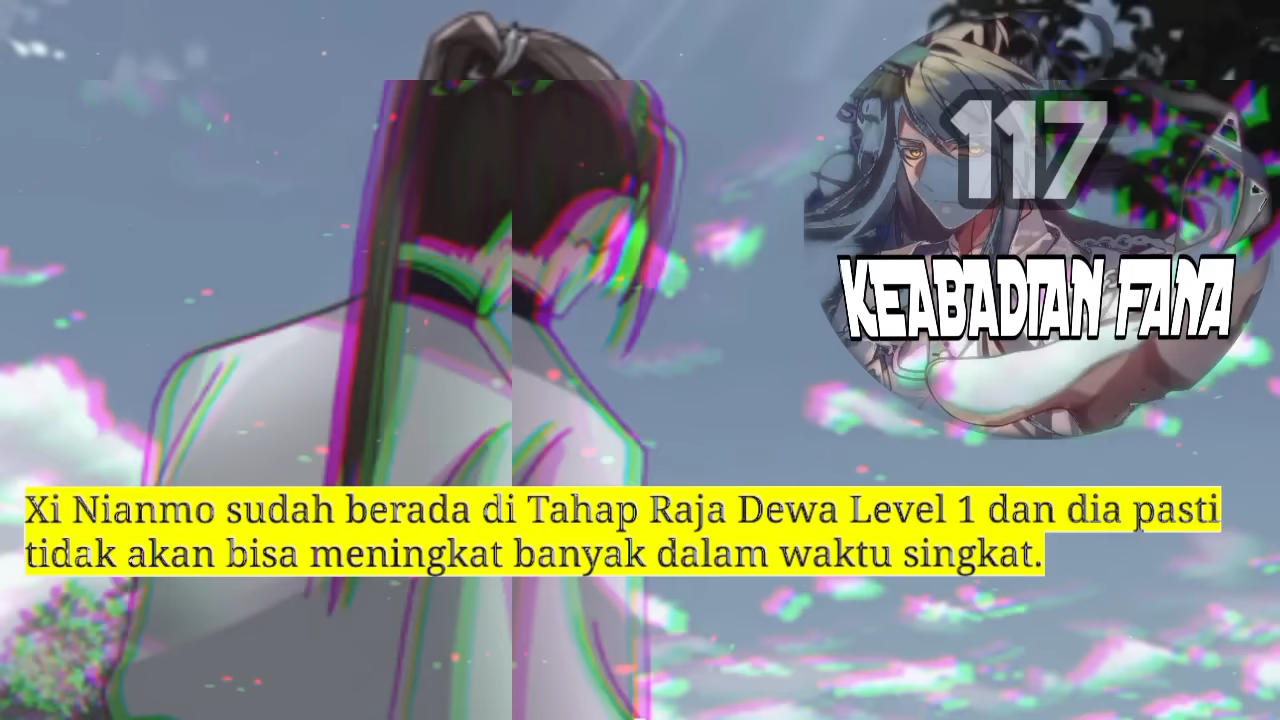 117
KEABADIAN FANA
Xi Nianmo sudah berada di Tahap Raja Dewa Level 1 dan dia pasti
tidak akan bisa meningkat banyak dalam waktu singkat.